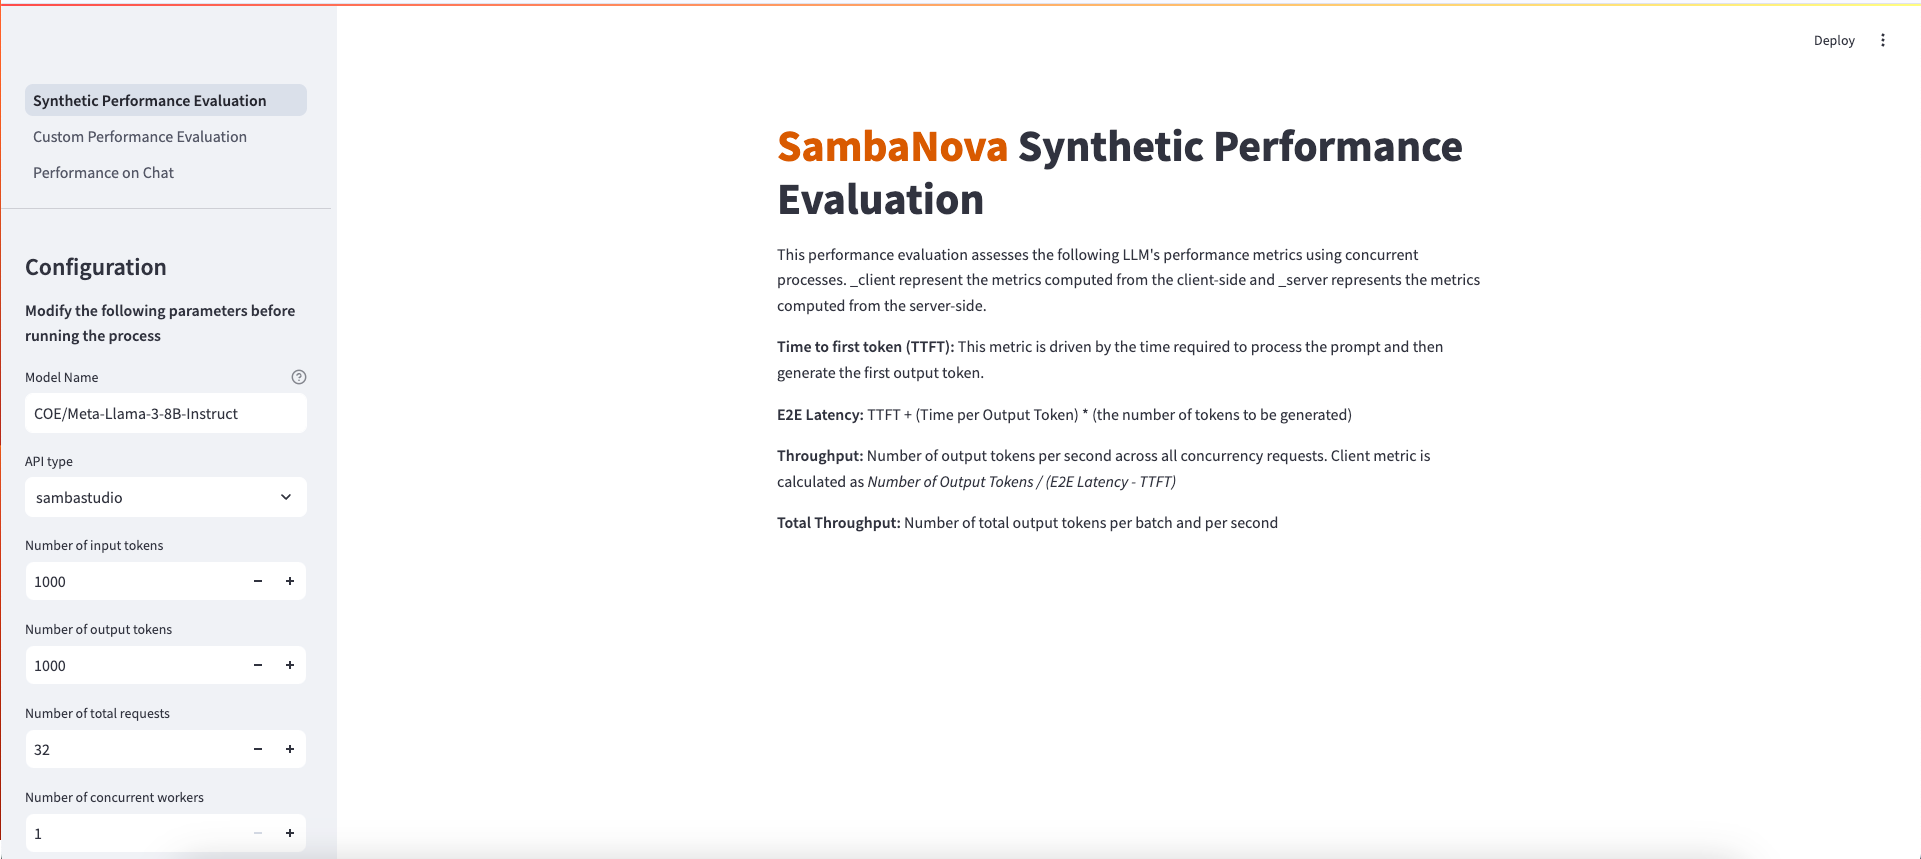 Deploy
Synthetic Performance Evaluation
Custom Performance Evaluation
Performance on Chat
Configuration
Modify the following parameters before
running the process
Model Name
COE/Meta-Llama-3-8B-Instruct
API type
sambastudio
Number of input tokens
1000
Number of output tokens
1000
Number of total requests
32
Number of concurrent workers
1
SambaNova Synthetic Performance
Evaluation
This performance evaluation assesses the following LLM's performance metrics using concurrent
processes. _client represent the metrics computed from the client-side and _server represents the metrics
computed from the server-side.
Time to first token (TTFT): This metric is driven by the time required to process the prompt and then
generate the first output token.
E2E Latency: TTFT + (Time per Output Token) * (the number of tokens to be generated)
Throughput: Number of output tokens per second across all concurrency requests. Client metric is
calculated as Number of Output Tokens / (E2E Latency - TTFT)
Total Throughput: Number of total output tokens per batch and per second